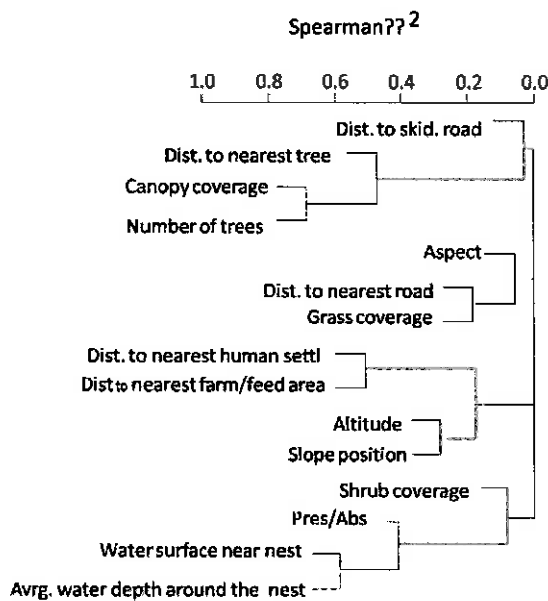 Spearman??2
1.0 0.8 0.6 0.4 0.2 0.0
Dist. to skid. road
Dist. to nearest tree
Canopy coverage
Number of trees
Aspect
Dist. to nearest road
Grass coverage
Dist. to nearest human settl
Dist to nearest farm/feed area
Altitude
Slope position
Shrub coverage
Pres/Abs
Water surface near nest
Avrg. water depth around the nest